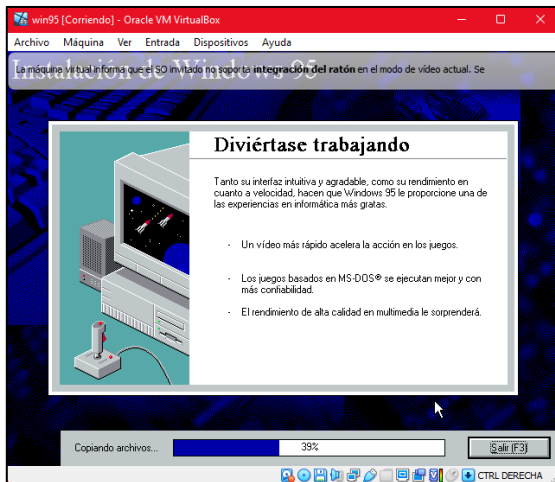 win95 [Corriendo] - Oracle VM VirtualBox
Archivo Máquina Ver Entrada Dispositivos Ayuda
Instalación de Windows 95
La máquina virtual informa que el SO invitado no soporta integración del ratón en el modo de vídeo actual. Se
Diviértase trabajando
Tanto su interfaz intuitiva y agradable, como su rendimiento en
cuanto a velocidad, hacen que Windows 95 le proporcione una de
las experiencias en informática más gratas.
- Un vídeo más rápido acelera la acción en los juegos.
- Los juegos basados en MS-DOS® se ejecutan mejor y con
más confiabilidad.
- El rendimiento de alta calidad en multimedia le sorprenderá.
Copiando archivos... 39% Salir (F3)
CTRL DERECHA